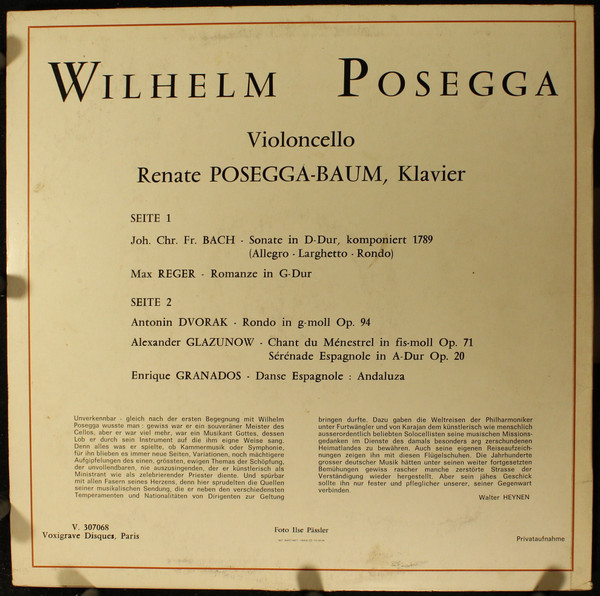 WILHELM POSEGGA
Violoncello
Renate POSEGGA-BAUM, Klavier
SEITE 1
Joh. Chr. Fr. BACH · Sonate in D-Dur, komponiert 1789
(Allegro · Larghetto · Rondo)
Max REGER · Romanze in G-Dur
SEITE 2
Antonin DVORAK · Rondo in g-moll Op. 94
Alexander GLAZUNOW · Chant du Ménestrel in fis-moll Op. 71
Sérénade Espagnole in A-Dur Op. 20
Enrique GRANADOS · Danse Espagnole : Andaluza
Unverkennbar - gleich nach der ersten Begegnung mit Wilhelm
Posegga wusste man : gewiss war er ein souveräner Meister des
Cellos, aber er war viel mehr, war ein Musikant Gottes, dessen
Lob er durch sein Instrument auf die ihm eigne Weise sang.
Denn alles was er spielte, ob Kammermusik oder Symphonie,
für ihn blieben es immer neue Seiten, Variationen, noch mächtigere
Aufgipfelungen des einen, grössten, ewigen Themas der Schöpfung,
der unvollendbaren, nie auszusingenden, der er künstlerisch als
Ministrant wie als zelebrierender Priester diente. Und spürbar
mit allen Fasern seines Herzens, denn hier sprudelten die Quellen
seiner musikalischen Sendung, die er neben den verschiedensten
Temperamenten und Nationalitäten von Dirigenten zur Geltung
bringen durfte. Dazu gaben die Weltreisen der Philharmoniker
unter Furtwängler und von Karajan dem künstlerisch wie menschlich
ausserordentlich beliebten Solocellisten seine musischen Missions-
gedanken im Dienste des damals besonders arg zerschundenen
Heimatlandes zu bewähren. Auch seine eigenen Reiseaufzeich-
nungen zeigen ihn mit diesen Flügelschuhen. Die Jahrhunderte
grosser deutscher Musik hätten unter seinen weiter fortgesetzten
Bemühungen gewiss rascher manche zerstörte Strasse der
Verständigung wieder hergestellt. Aber sein jähes Geschick
sollte ihn nur fester und pfleglicher unserer, seiner Gegenwart
verbinden.
Walter HEYNEN
V. 307068
Voxigrave Disques, Paris
Foto Ilse Pässler
Privataufnahme